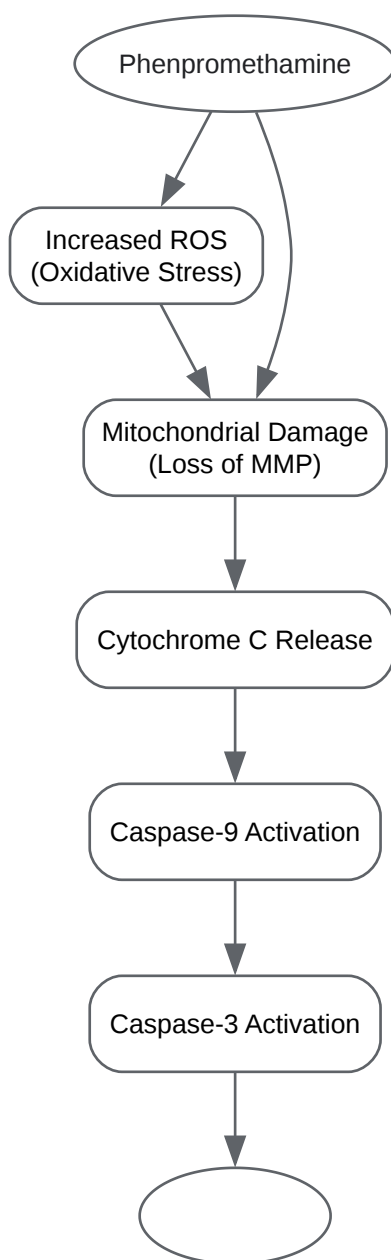 Phenpromethamine
Increased ROS
(Oxidative Stress)
Mitochondrial Damage
(Loss of MMP)
Cytochrome C Release
Caspase-9 Activation
Caspase-3 Activation